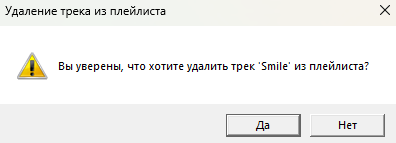 Удаление трека из плейлиста
Вы уверены, что хотите удалить трек 'Smile' из плейлиста?
Да
Нет